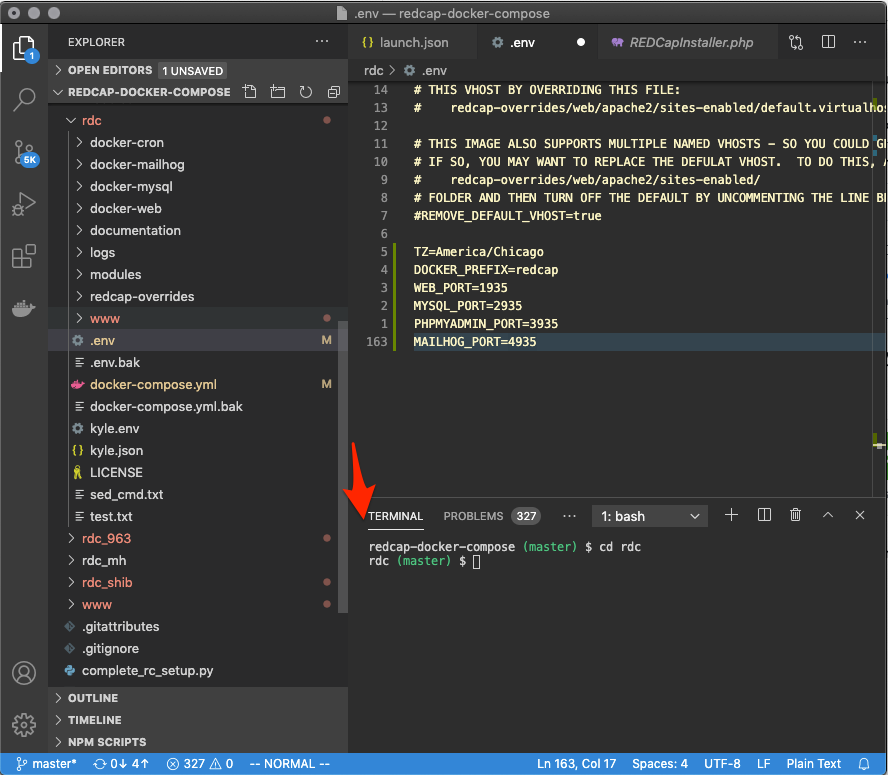 .env — redcap-docker-compose
EXPLORER
launch.json
.env
REDCapInstaller.php
1
OPEN EDITORS 1 UNSAVED
REDCAP-DOCKER-COMPOSE
rdc
docker-cron
docker-mailhog
docker-mysql
docker-web
documentation
logs
modules
redcap-overrides
www
.env M
.env.bak
docker-compose.yml M
docker-compose.yml.bak
kyle.env
kyle.json
LICENSE
sed_cmd.txt
test.txt
rdc_963
rdc_mh
rdc_shib
www
.gitattributes
.gitignore
complete_rc_setup.py
OUTLINE
TIMELINE
NPM SCRIPTS
5K
rdc > .env
14 # THIS VHOST BY OVERRIDING THIS FILE:
13 # redcap-overrides/web/apache2/sites-enabled/default.virtualhos
12
11 # THIS IMAGE ALSO SUPPORTS MULTIPLE NAMED VHOSTS - SO YOU COULD GE
10 # IF SO, YOU MAY WANT TO REPLACE THE DEFULAT VHOST. TO DO THIS, A
9 # redcap-overrides/web/apache2/sites-enabled/
8 # FOLDER AND THEN TURN OFF THE DEFAULT BY UNCOMMENTING THE LINE BE
7 #REMOVE_DEFAULT_VHOST=true
6
5 TZ=America/Chicago
4 DOCKER_PREFIX=redcap
3 WEB_PORT=1935
2 MYSQL_PORT=2935
1 PHPMYADMIN_PORT=3935
163 MAILHOG_PORT=4935
TERMINAL PROBLEMS 327 ... 1: bash
redcap-docker-compose (master) $ cd rdc
rdc (master) $
master* 0↓ 4↑ 327 0 -- NORMAL -- Ln 163, Col 17 Spaces: 4 UTF-8 LF Plain Text